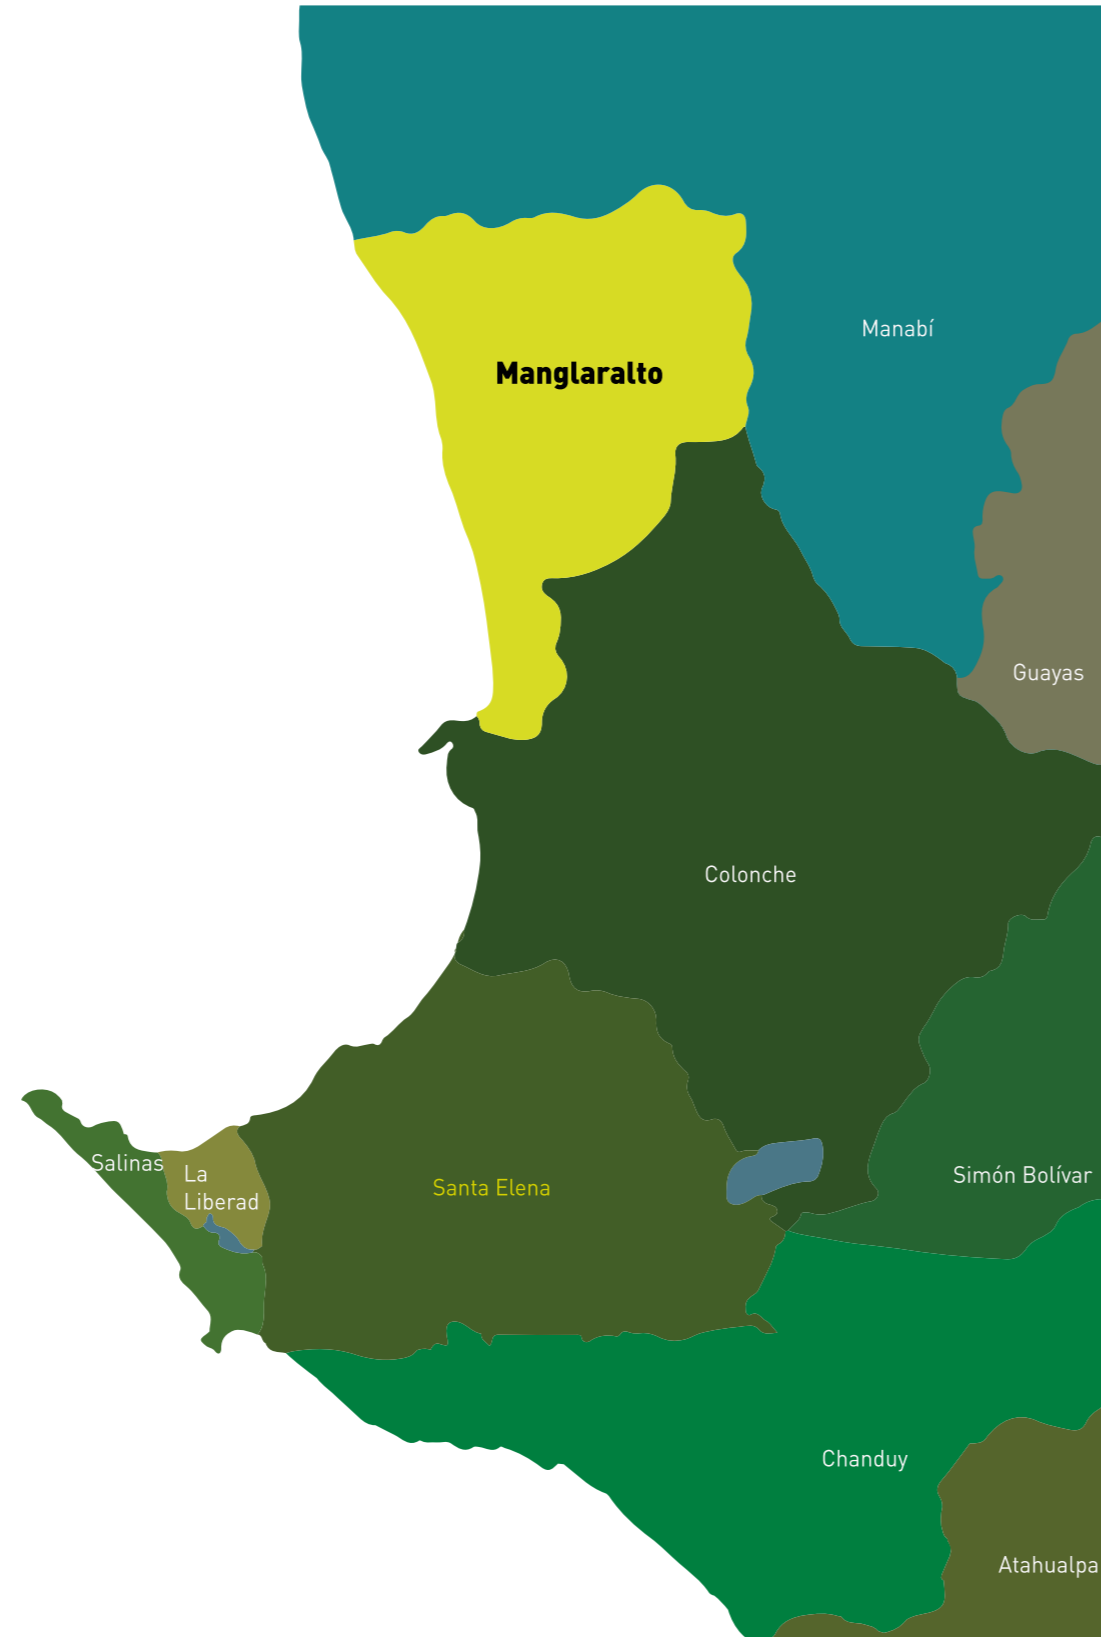 Manabí
Manglaralto
Guayas
Colonche
Salinas
La
Liberad
Santa Elena
Simón Bolívar
Chanduy
Atahualpa